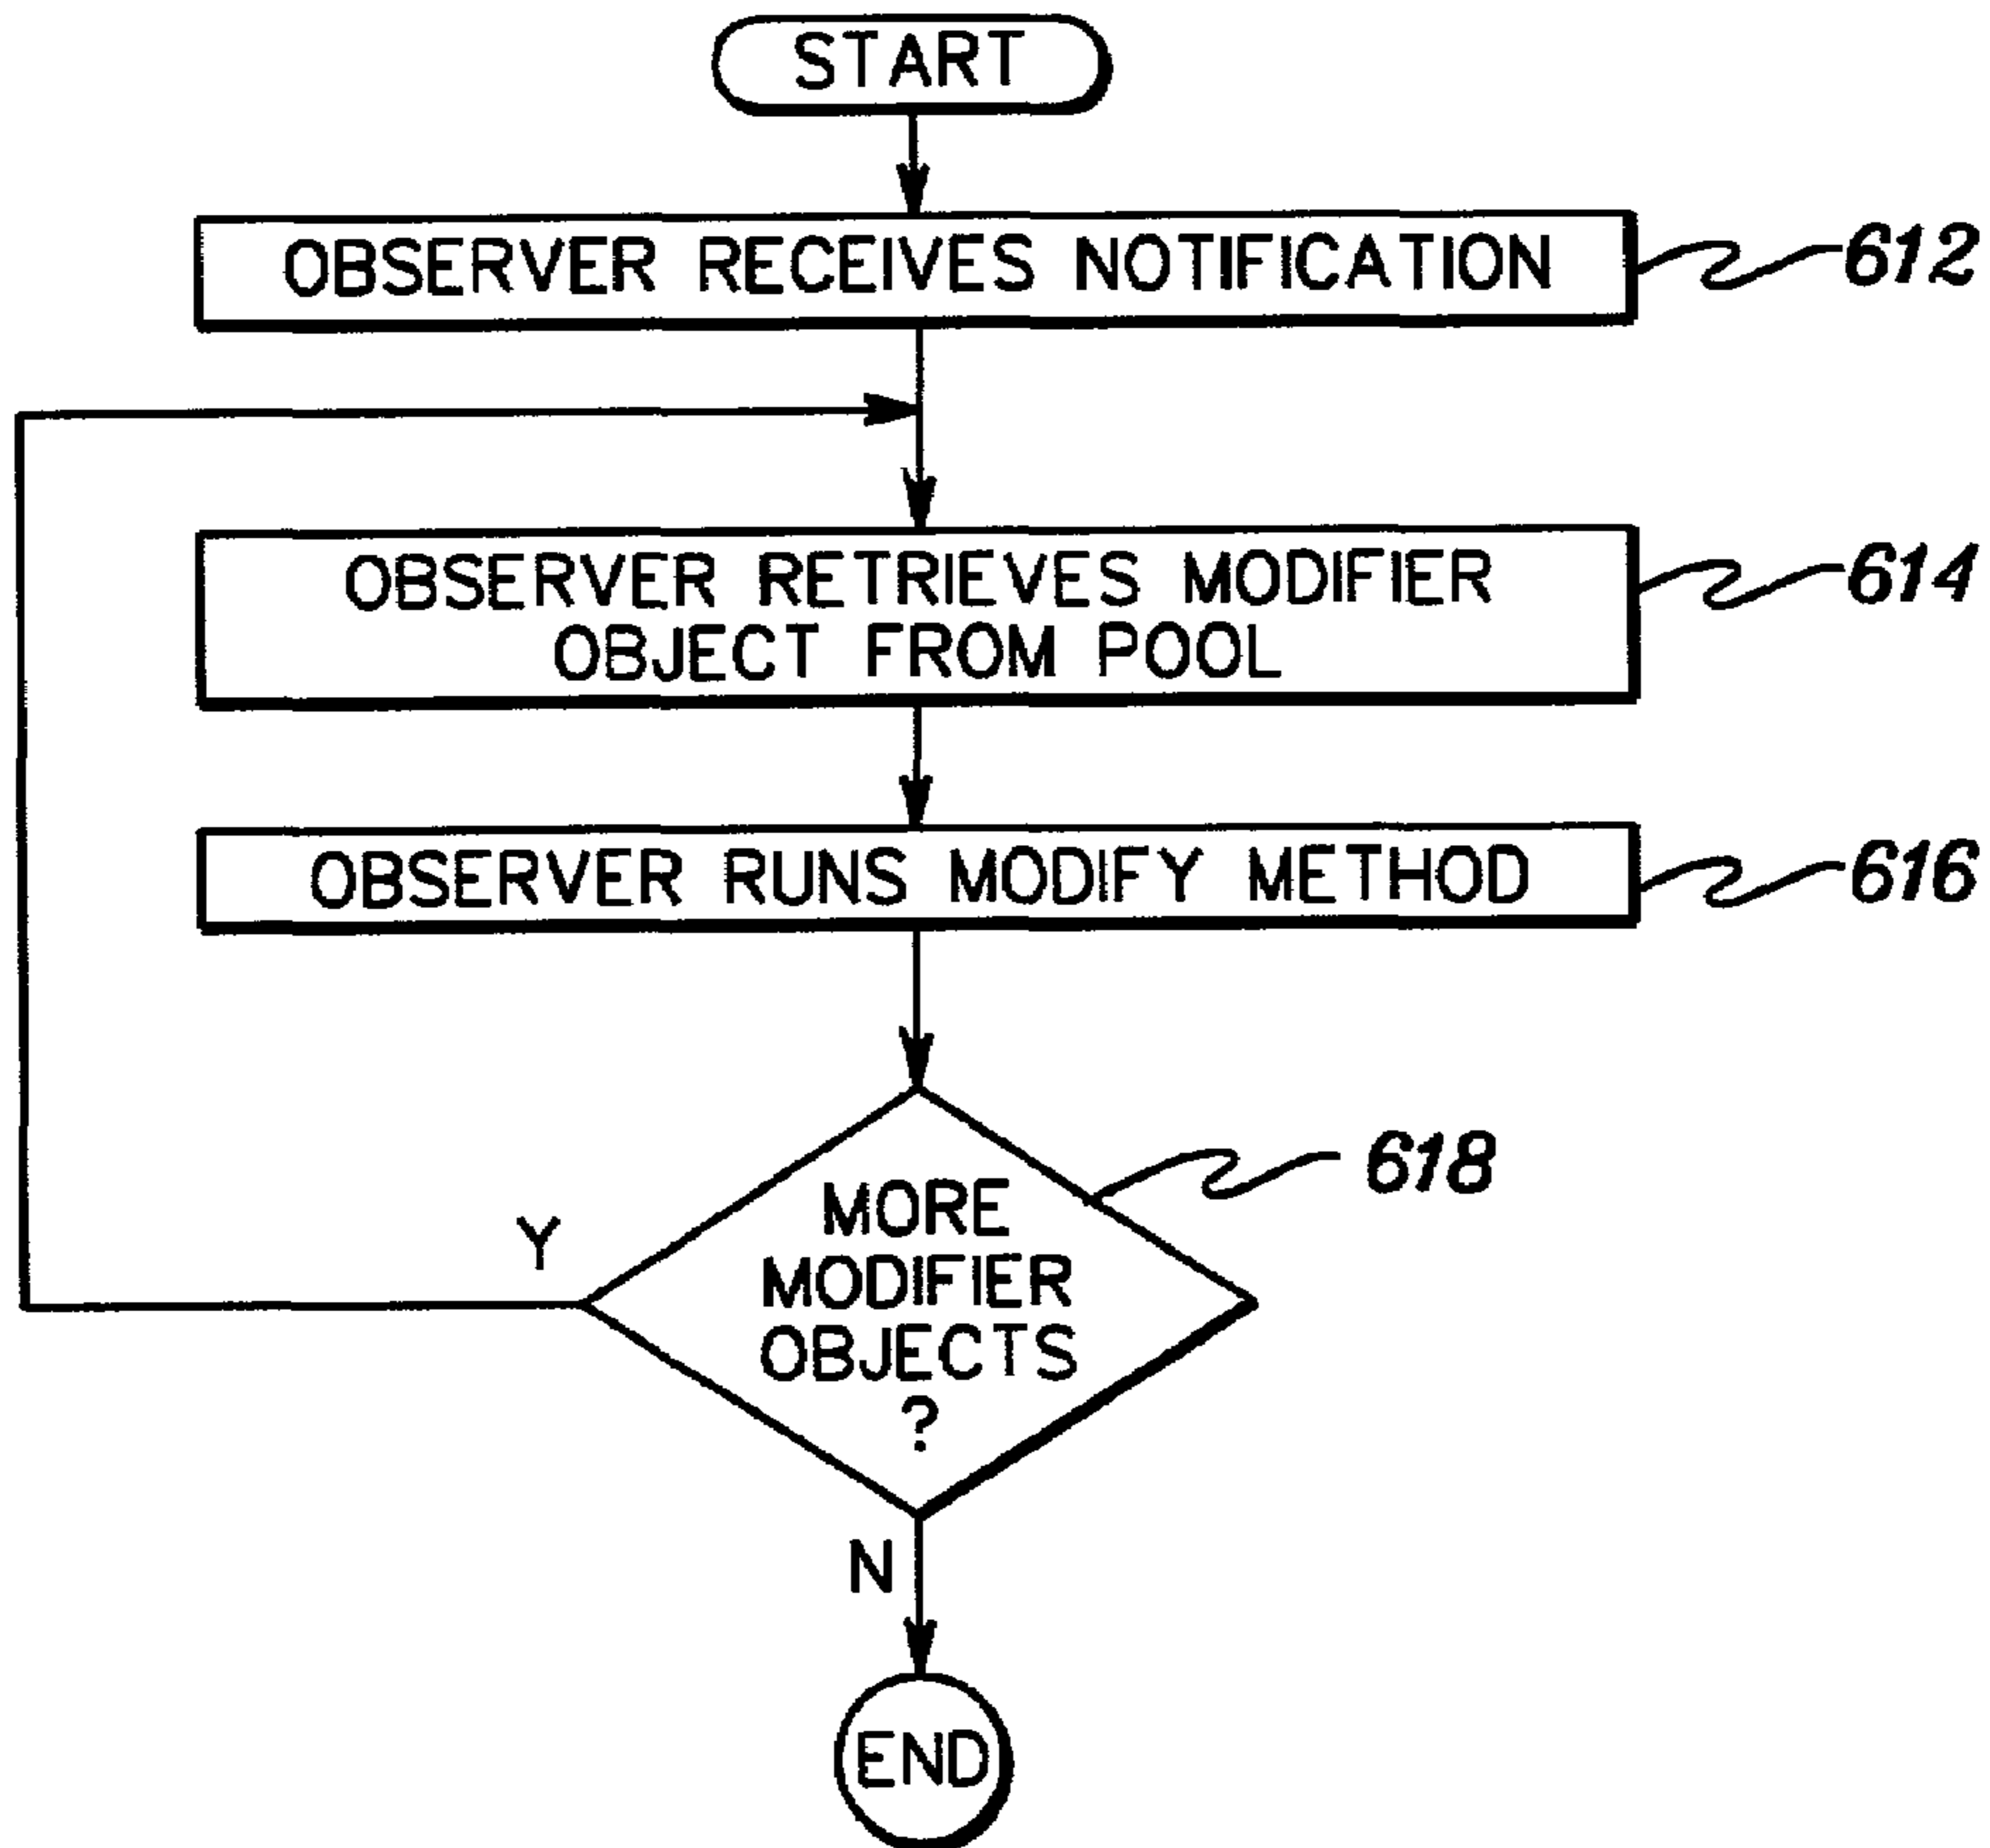 START
OBSERVER RECEIVES NOTIFICATION
612
OBSERVER RETRIEVES MODIFIER
OBJECT FROM POOL
614
OBSERVER RUNS MODIFY METHOD
616
618
MORE
MODIFIER
OBJECTS
?
Y
N
END